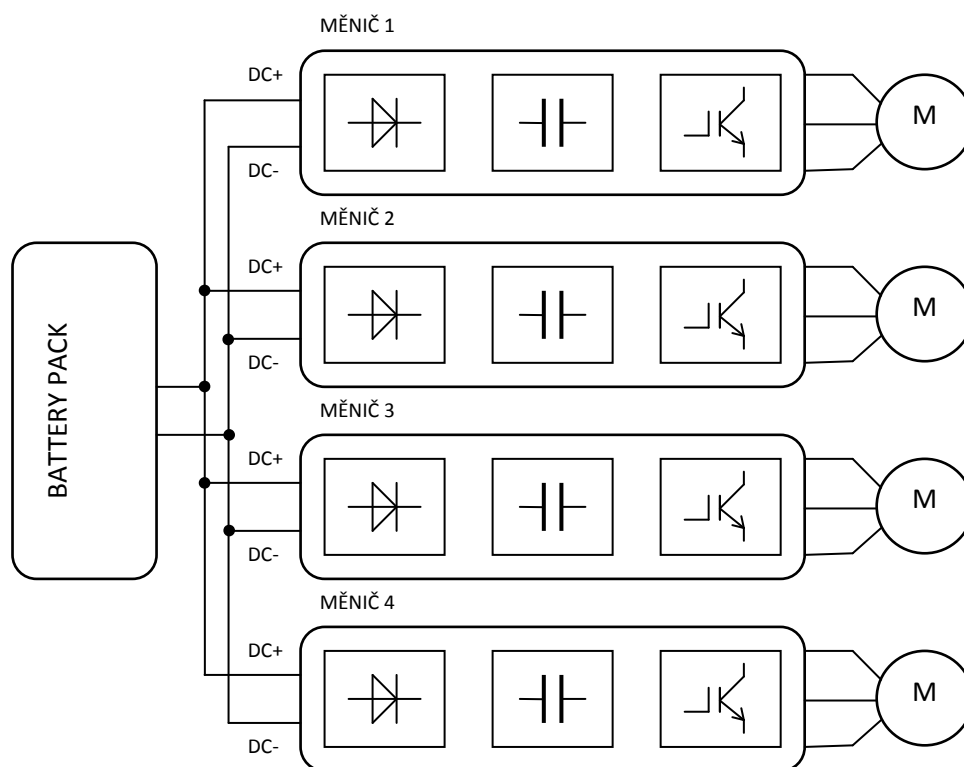 MĚNIČ 1
DC+
DC-
M
MĚNIČ 2
DC+
DC-
M
BATTERY PACK
MĚNIČ 3
DC+
DC-
M
MĚNIČ 4
DC+
DC-
M